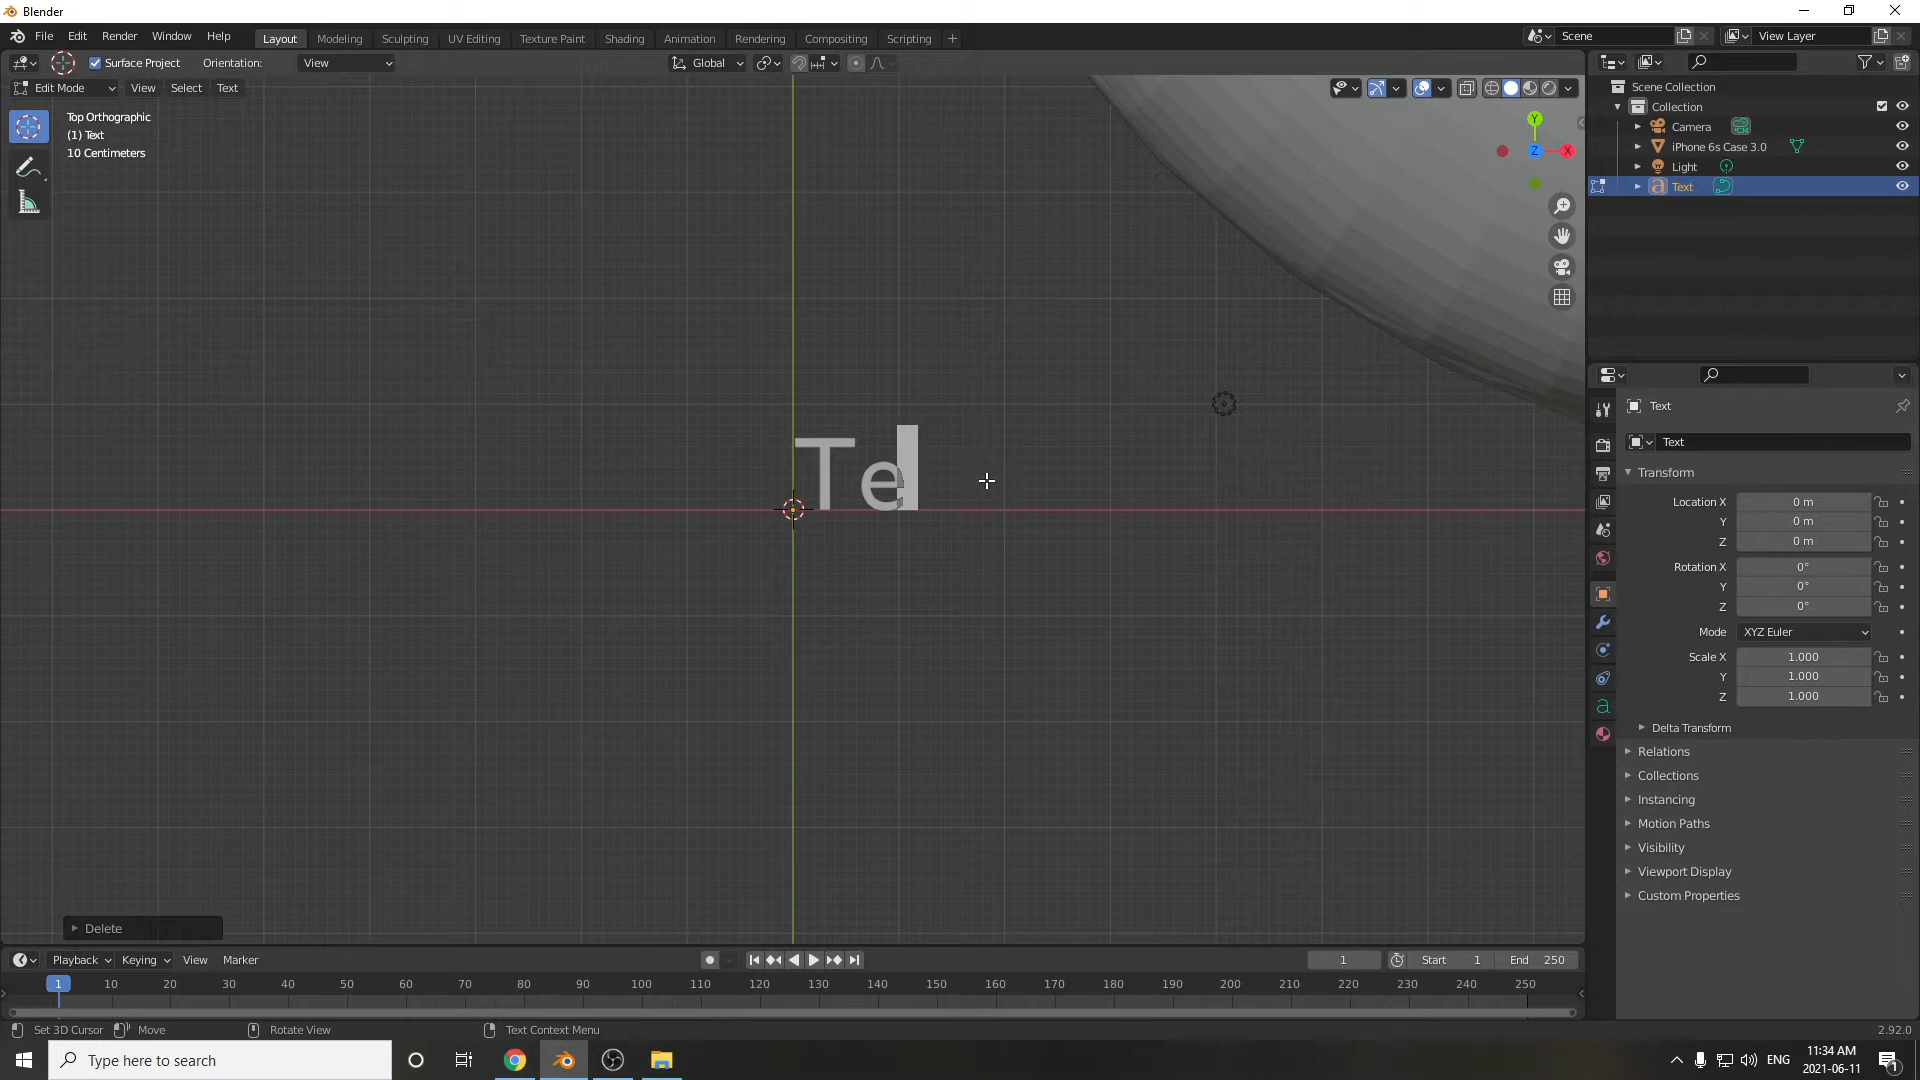 Blender
File Edit Render Window Help Layout Modeling Sculpting UV Editing Texture Paint Shading Animation Rendering Compositing Scripting Scene View Layer
Surface Project Orientation: View Global
Edit Mode View Select Text
Top Orthographic
(1) Text
10 Centimeters
Te
Y
Z
X
Scene Collection
Collection
Camera
iPhone 6s Case 3.0
Light
Text
Text
Text
Transform
Location X 0 m
Y 0 m
Z 0 m
Rotation X 0°
Y 0°
Z 0°
Mode XYZ Euler
Scale X 1.000
Y 1.000
Z 1.000
Delta Transform
Relations
Collections
Instancing
Motion Paths
Visibility
Viewport Display
Custom Properties
Delete
Playback Keying View Marker 1 Start 1 End 250
1 10 20 30 40 50 60 70 80 90 100 110 120 130 140 150 160 170 180 190 200 210 220 230 240 250
Set 3D Cursor Move Rotate View Text Context Menu 2.92.0
Type here to search
ENG
11:34 AM
2021-06-11
1